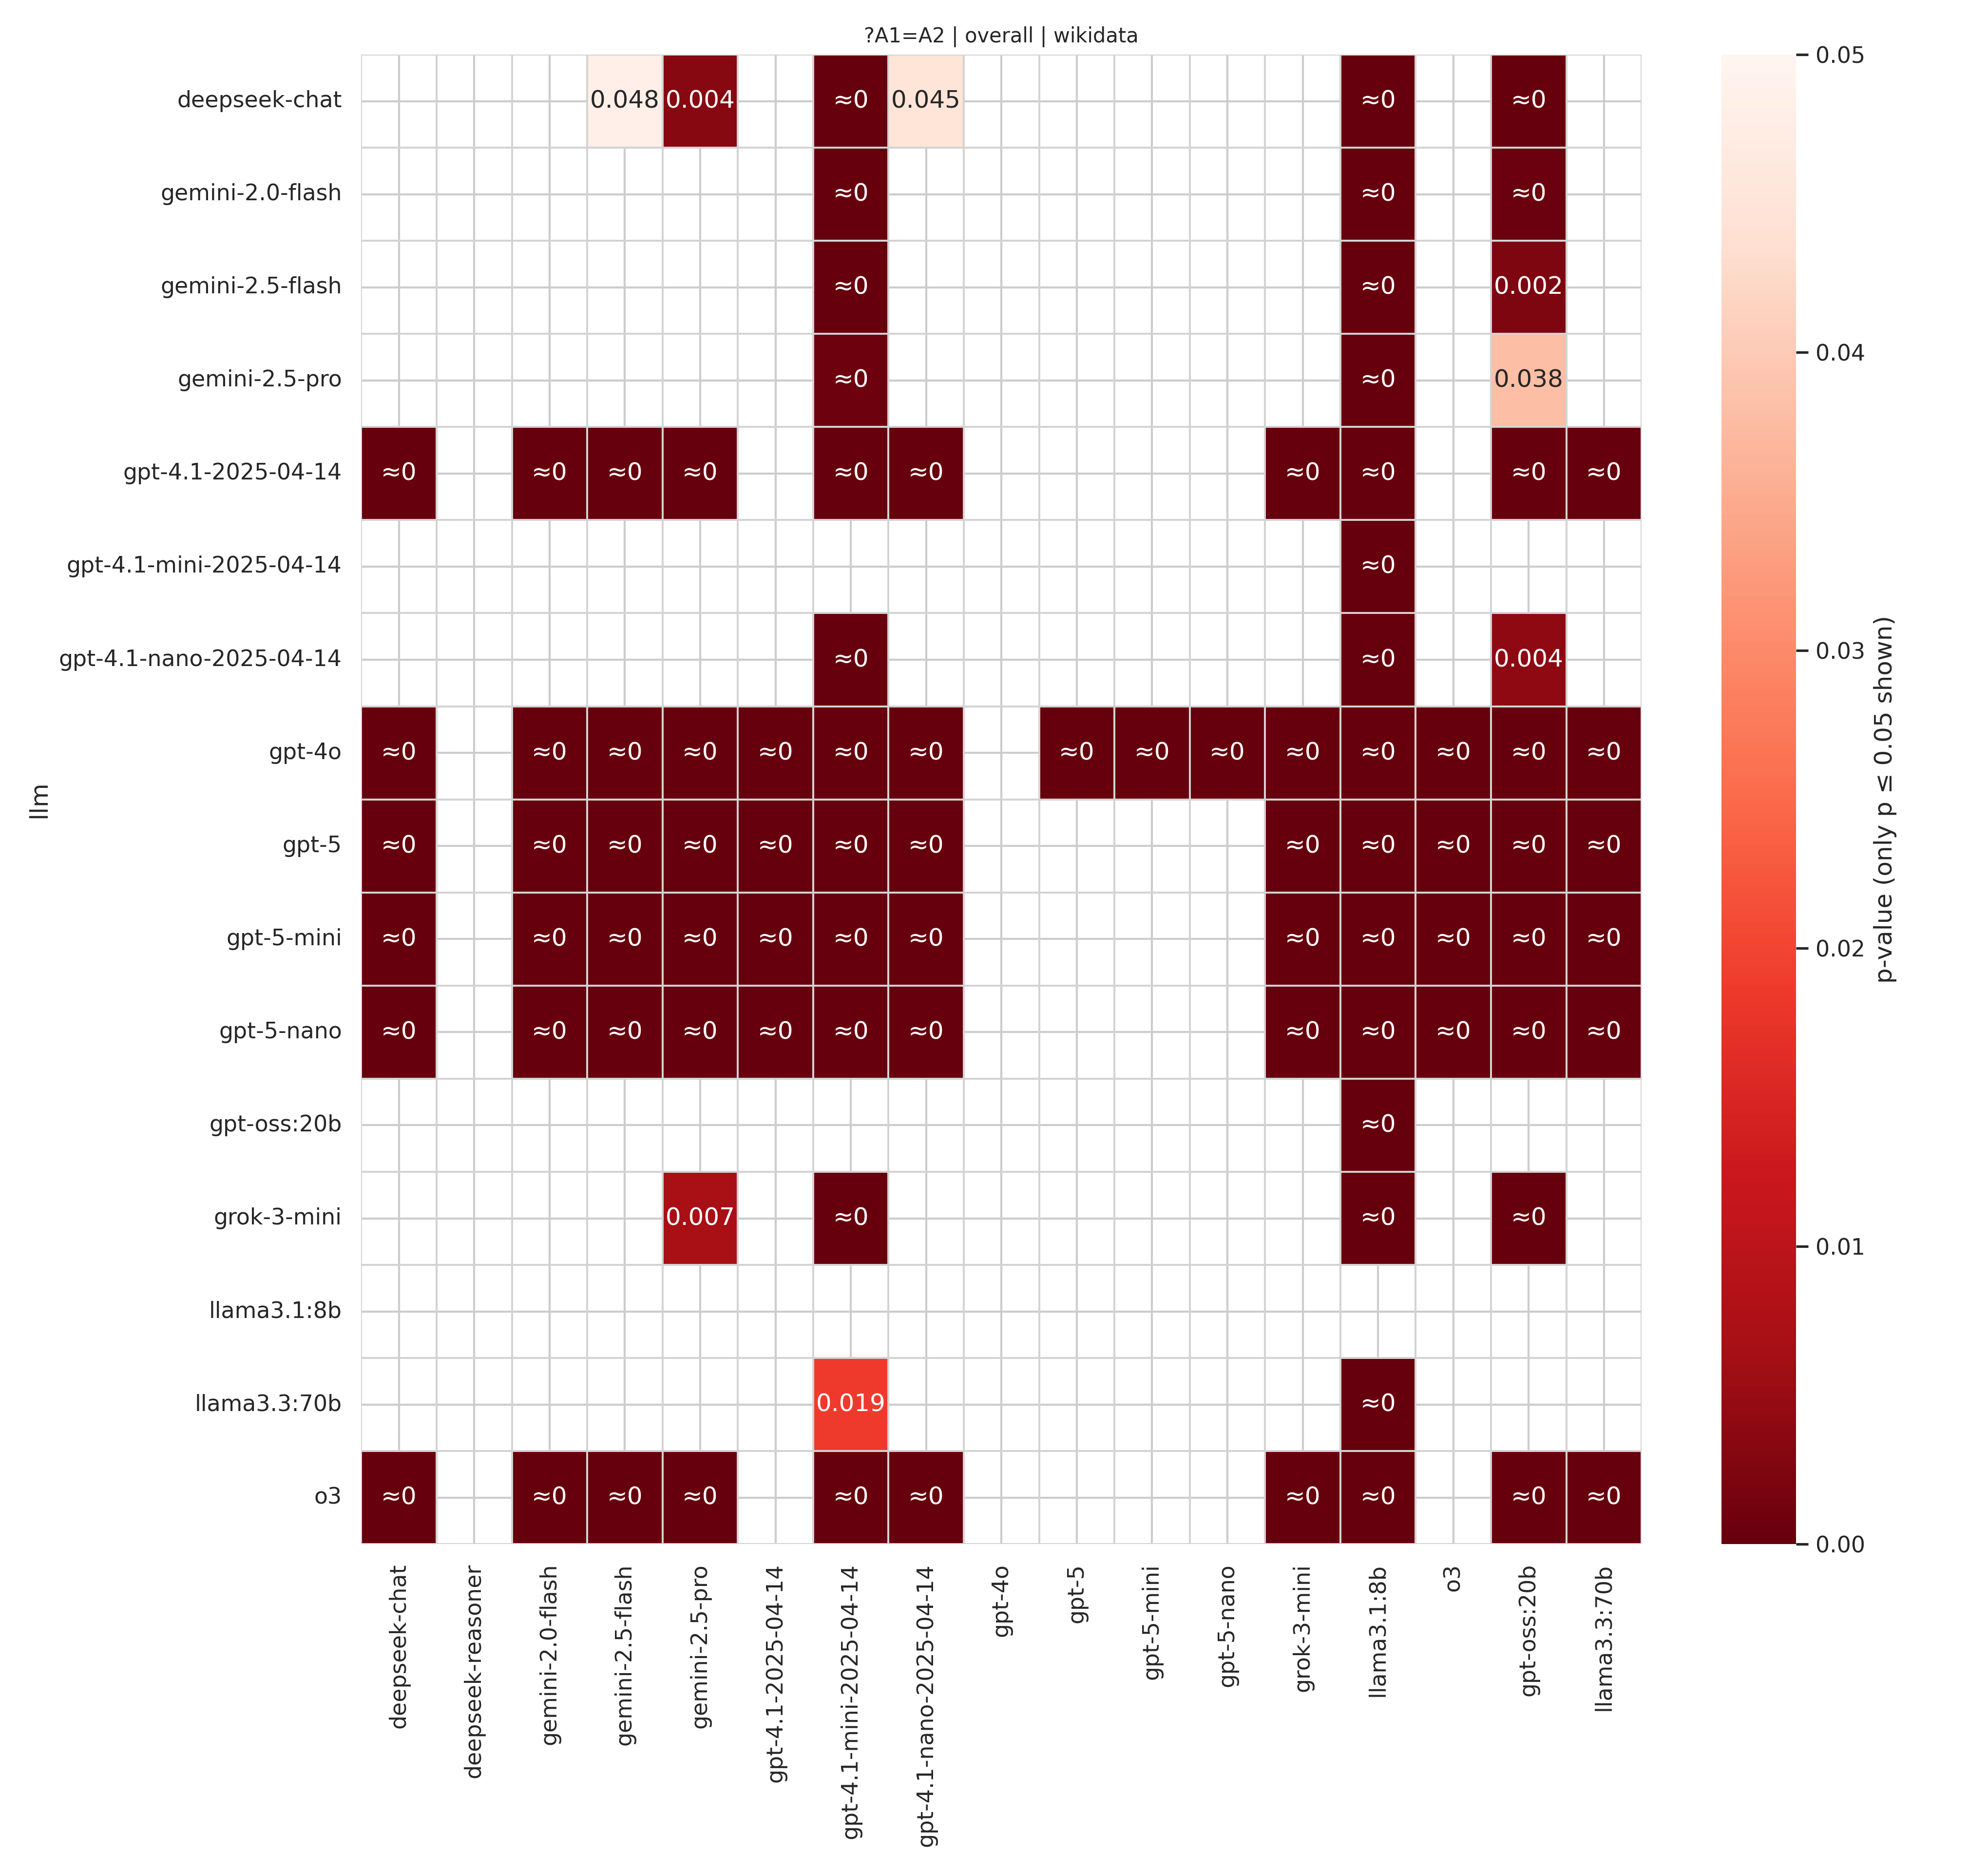 ?A1=A2 | overall | wikidata
deepseek-chat 0.048 0.004 ≈0 0.045 ≈0 ≈0
gemini-2.0-flash ≈0 ≈0 ≈0
gemini-2.5-flash ≈0 ≈0 0.002
gemini-2.5-pro ≈0 ≈0 0.038
gpt-4.1-2025-04-14 ≈0 ≈0 ≈0 ≈0 ≈0 ≈0 ≈0 ≈0 ≈0 ≈0
gpt-4.1-mini-2025-04-14 ≈0
gpt-4.1-nano-2025-04-14 ≈0 ≈0 0.004
gpt-4o ≈0 ≈0 ≈0 ≈0 ≈0 ≈0 ≈0 ≈0 ≈0 ≈0 ≈0 ≈0 ≈0 ≈0 ≈0
gpt-5 ≈0 ≈0 ≈0 ≈0 ≈0 ≈0 ≈0 ≈0 ≈0 ≈0 ≈0 ≈0
gpt-5-mini ≈0 ≈0 ≈0 ≈0 ≈0 ≈0 ≈0 ≈0 ≈0 ≈0 ≈0 ≈0
gpt-5-nano ≈0 ≈0 ≈0 ≈0 ≈0 ≈0 ≈0 ≈0 ≈0 ≈0 ≈0 ≈0
gpt-oss:20b ≈0
grok-3-mini 0.007 ≈0 ≈0 ≈0
llama3.1:8b
llama3.3:70b 0.019 ≈0
o3 ≈0 ≈0 ≈0 ≈0 ≈0 ≈0 ≈0 ≈0 ≈0 ≈0
llm
deepseek-chat
deepseek-reasoner
gemini-2.0-flash
gemini-2.5-flash
gemini-2.5-pro
gpt-4.1-2025-04-14
gpt-4.1-mini-2025-04-14
gpt-4.1-nano-2025-04-14
gpt-4o
gpt-5
gpt-5-mini
gpt-5-nano
grok-3-mini
llama3.1:8b
o3
gpt-oss:20b
llama3.3:70b
0.05
0.04
0.03
0.02
0.01
0.00
p-value (only p ≤ 0.05 shown)